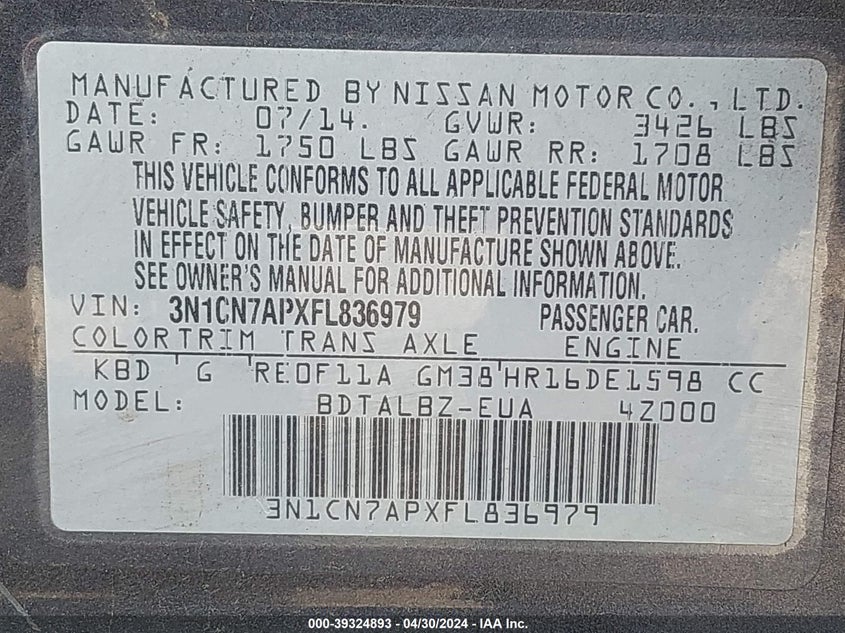 MANUFACTURED BY NISSAN MOTOR CO., LTD.
DATE: 07/14. GVWR: 3426 LBS
GAWR FR: 1750 LBS GAWR RR: 1708 LBS
THIS VEHICLE CONFORMS TO ALL APPLICABLE FEDERAL MOTOR
VEHICLE SAFETY, BUMPER AND THEFT PREVENTION STANDARDS
IN EFFECT ON THE DATE OF MANUFACTURE SHOWN ABOVE.
SEE OWNER'S MANUAL FOR ADDITIONAL INFORMATION.
VIN: 3N1CN7APXFL836979 PASSENGER CAR.
COLOR TRIM TRANS AXLE ENGINE
KBD G RE0F11A GM38 HR16DE1598 CC
MODEL: BDTALBZ-EUA 4Z000
3N1CN7APXFL836979
000-39324893 - 04/30/2024 - IAA Inc.